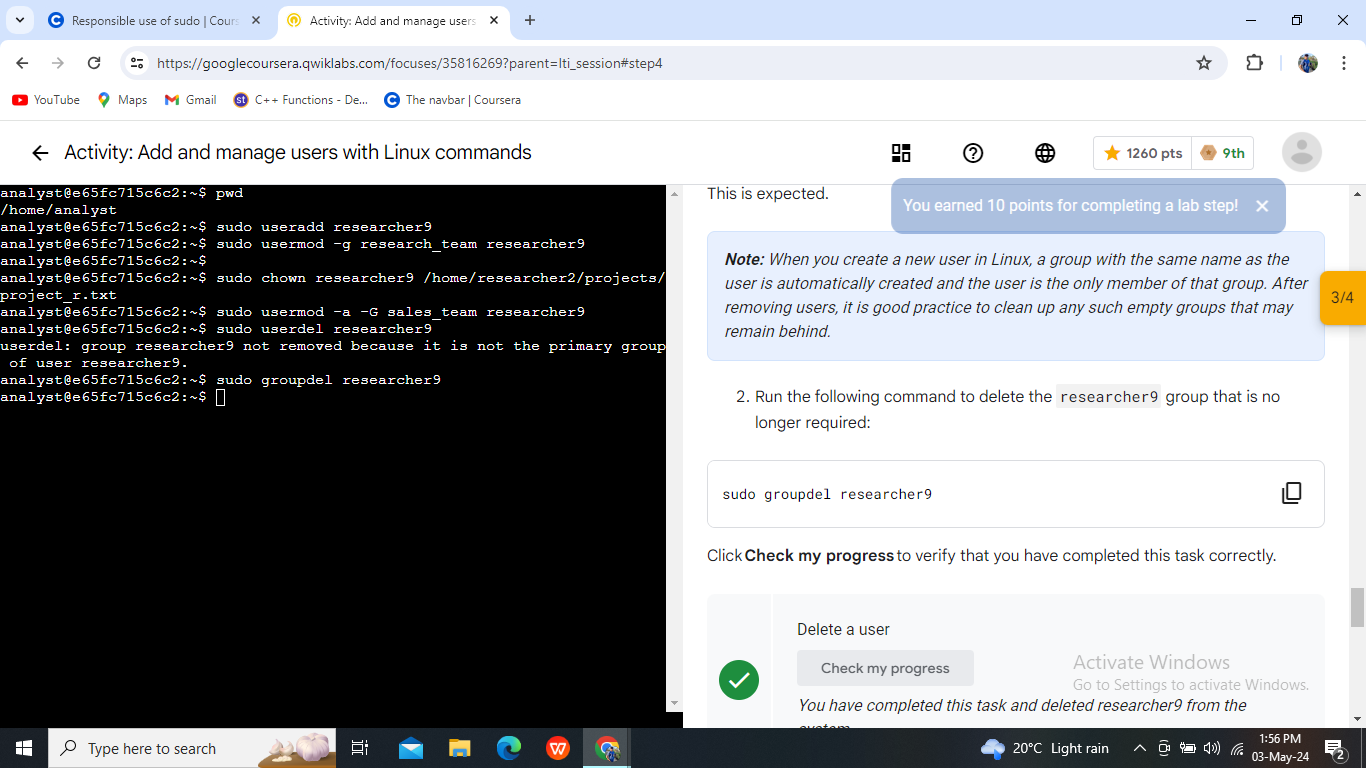 Responsible use of sudo | Cours
Activity: Add and manage users
https://googlecoursera.qwiklabs.com/focuses/35816269?parent=lti_session#step4
YouTube
Maps
Gmail
st
C++ Functions - De...
The navbar | Coursera
Activity: Add and manage users with Linux commands
1260 pts
9th
analyst@e65fc715c6c2:~$ pwd
/home/analyst
analyst@e65fc715c6c2:~$ sudo useradd researcher9
analyst@e65fc715c6c2:~$ sudo usermod -g research_team researcher9
analyst@e65fc715c6c2:~$
analyst@e65fc715c6c2:~$ sudo chown researcher9 /home/researcher2/projects/
project_r.txt
analyst@e65fc715c6c2:~$ sudo usermod -a -G sales_team researcher9
analyst@e65fc715c6c2:~$ sudo userdel researcher9
userdel: group researcher9 not removed because it is not the primary group
of user researcher9.
analyst@e65fc715c6c2:~$ sudo groupdel researcher9
analyst@e65fc715c6c2:~$
This is expected.
You earned 10 points for completing a lab step!
Note: When you create a new user in Linux, a group with the same name as the
user is automatically created and the user is the only member of that group. After
removing users, it is good practice to clean up any such empty groups that may
remain behind.
3/4
2. Run the following command to delete the researcher9 group that is no
longer required:
sudo groupdel researcher9
Click Check my progress to verify that you have completed this task correctly.
Delete a user
Check my progress
You have completed this task and deleted researcher9 from the
Activate Windows
Go to Settings to activate Windows.
Type here to search
20°C Light rain
1:56 PM
03-May-24
2